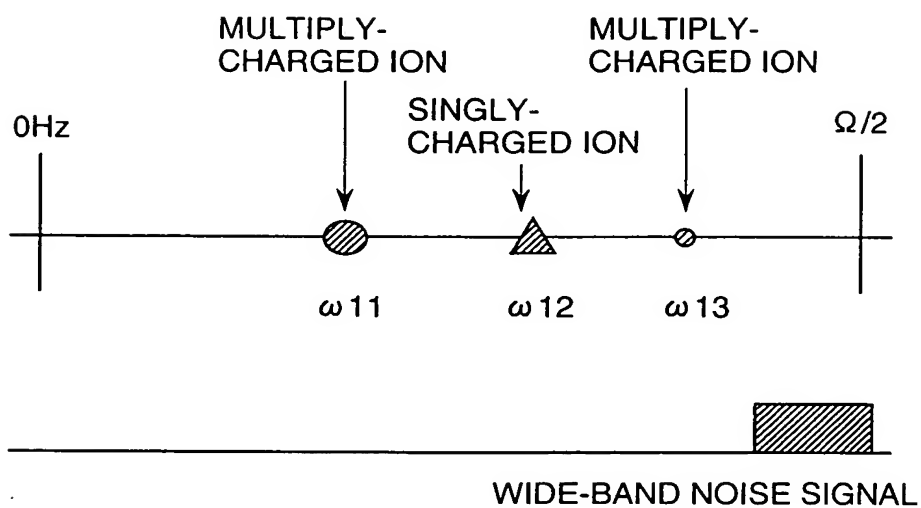 MULTIPLY-
CHARGED ION
MULTIPLY-
CHARGED ION
SINGLY-
CHARGED ION
0Hz
Ω/2
ω11
ω12
ω13
WIDE-BAND NOISE SIGNAL